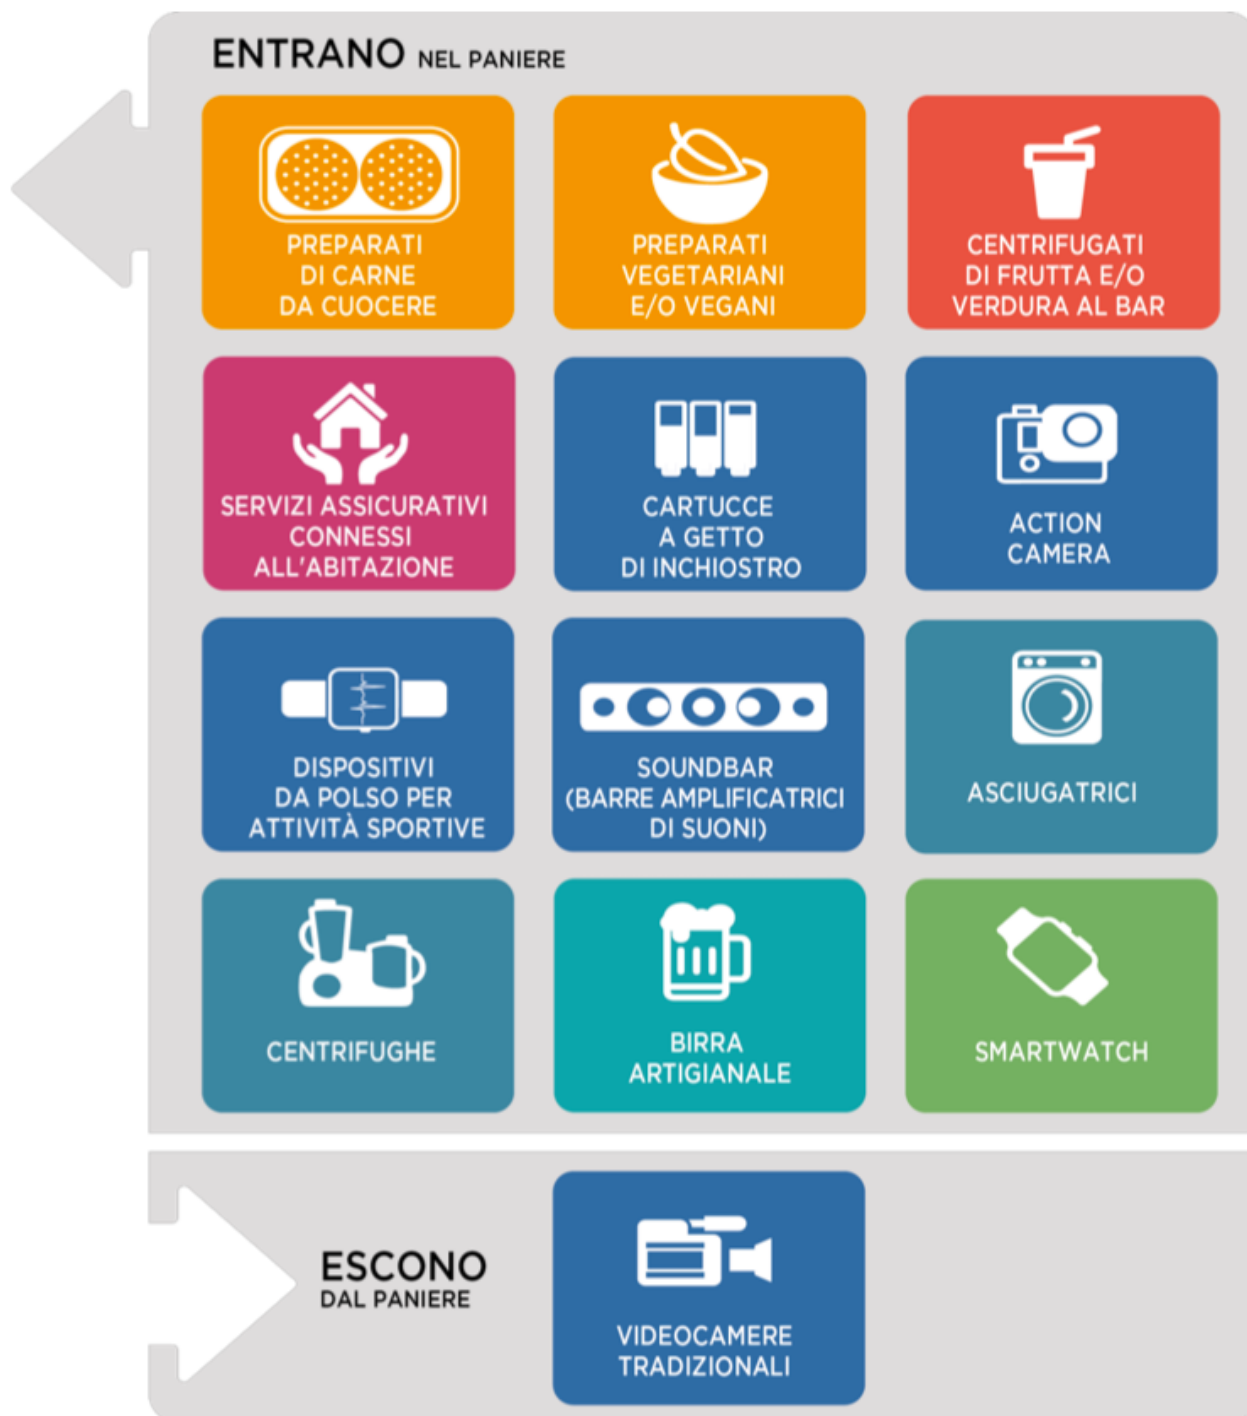 ENTRANO NEL PANIERE
PREPARATI
DI CARNE
DA CUOCERE
PREPARATI
VEGETARIANI
E/O VEGANI
CENTRIFUGATI
DI FRUTTA E/O
VERDURA AL BAR
SERVIZI ASSICURATIVI
CONNESSI
ALL'ABITAZIONE
CARTUCCE
A GETTO
DI INCHIOSTRO
ACTION
CAMERA
DISPOSITIVI
DA POLSO PER
ATTIVITÀ SPORTIVE
SOUNDBAR
(BARRE AMPLIFICATRICI
DI SUONI)
ASCIUGATRICI
CENTRIFUGHE
BIRRA
ARTIGIANALE
SMARTWATCH
ESCONO
DAL PANIERE
VIDEOCAMERE
TRADIZIONALI